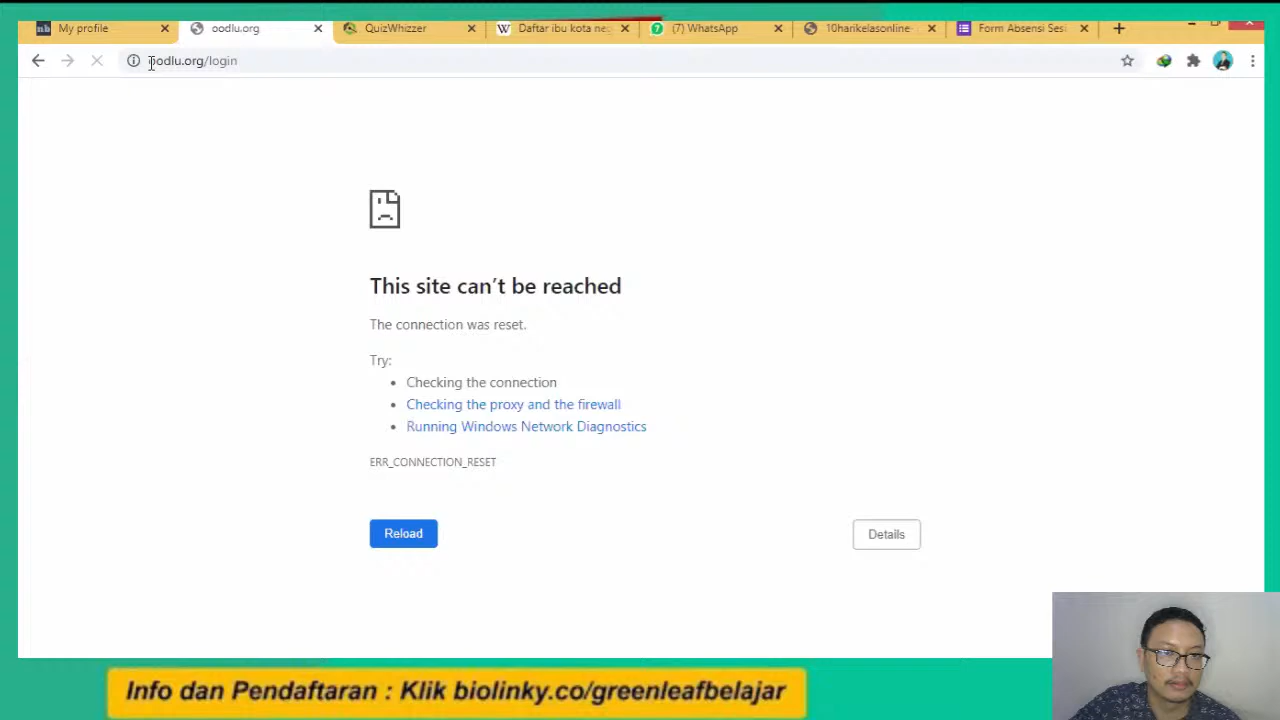 nb My profile
oodlu.org
QuizWhizzer
W Daftar ibu kota ne
7 (7) WhatsApp
10harikelasonline
Form Absensi Sesi
oodlu.org/login
This site can't be reached
The connection was reset.
Try:
• Checking the connection
• Checking the proxy and the firewall
• Running Windows Network Diagnostics
ERR_CONNECTION_RESET
Reload
Details
Info dan Pendaftaran : Klik biolinky.co/greenleafbelajar